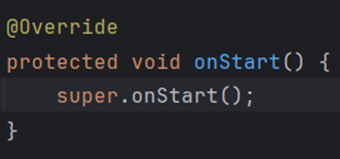 @Override
protected void onStart() {
    super.onStart();
}